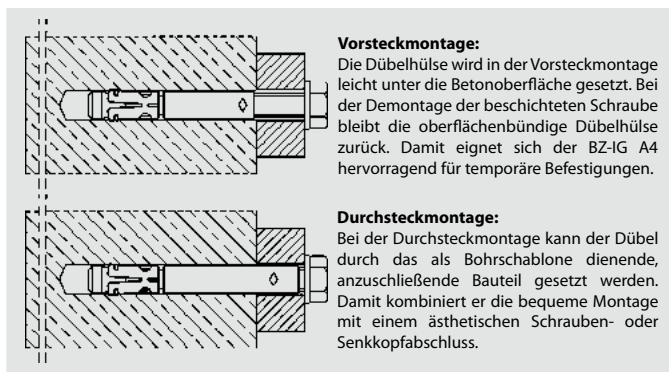 Vorsteckmontage:
Die Dübelhülse wird in der Vorsteckmontage
leicht unter die Betonoberfläche gesetzt. Bei
der Demontage der beschichteten Schraube
bleibt die oberflächenbündige Dübelhülse
zurück. Damit eignet sich der BZ-IG A4
hervorragend für temporäre Befestigungen.
Durchsteckmontage:
Bei der Durchsteckmontage kann der Dübel
durch das als Bohrschablone dienende,
anzuschließende Bauteil gesetzt werden.
Damit kombiniert er die bequeme Montage
mit einem ästhetischen Schrauben- oder
Senkkopfabschluss.